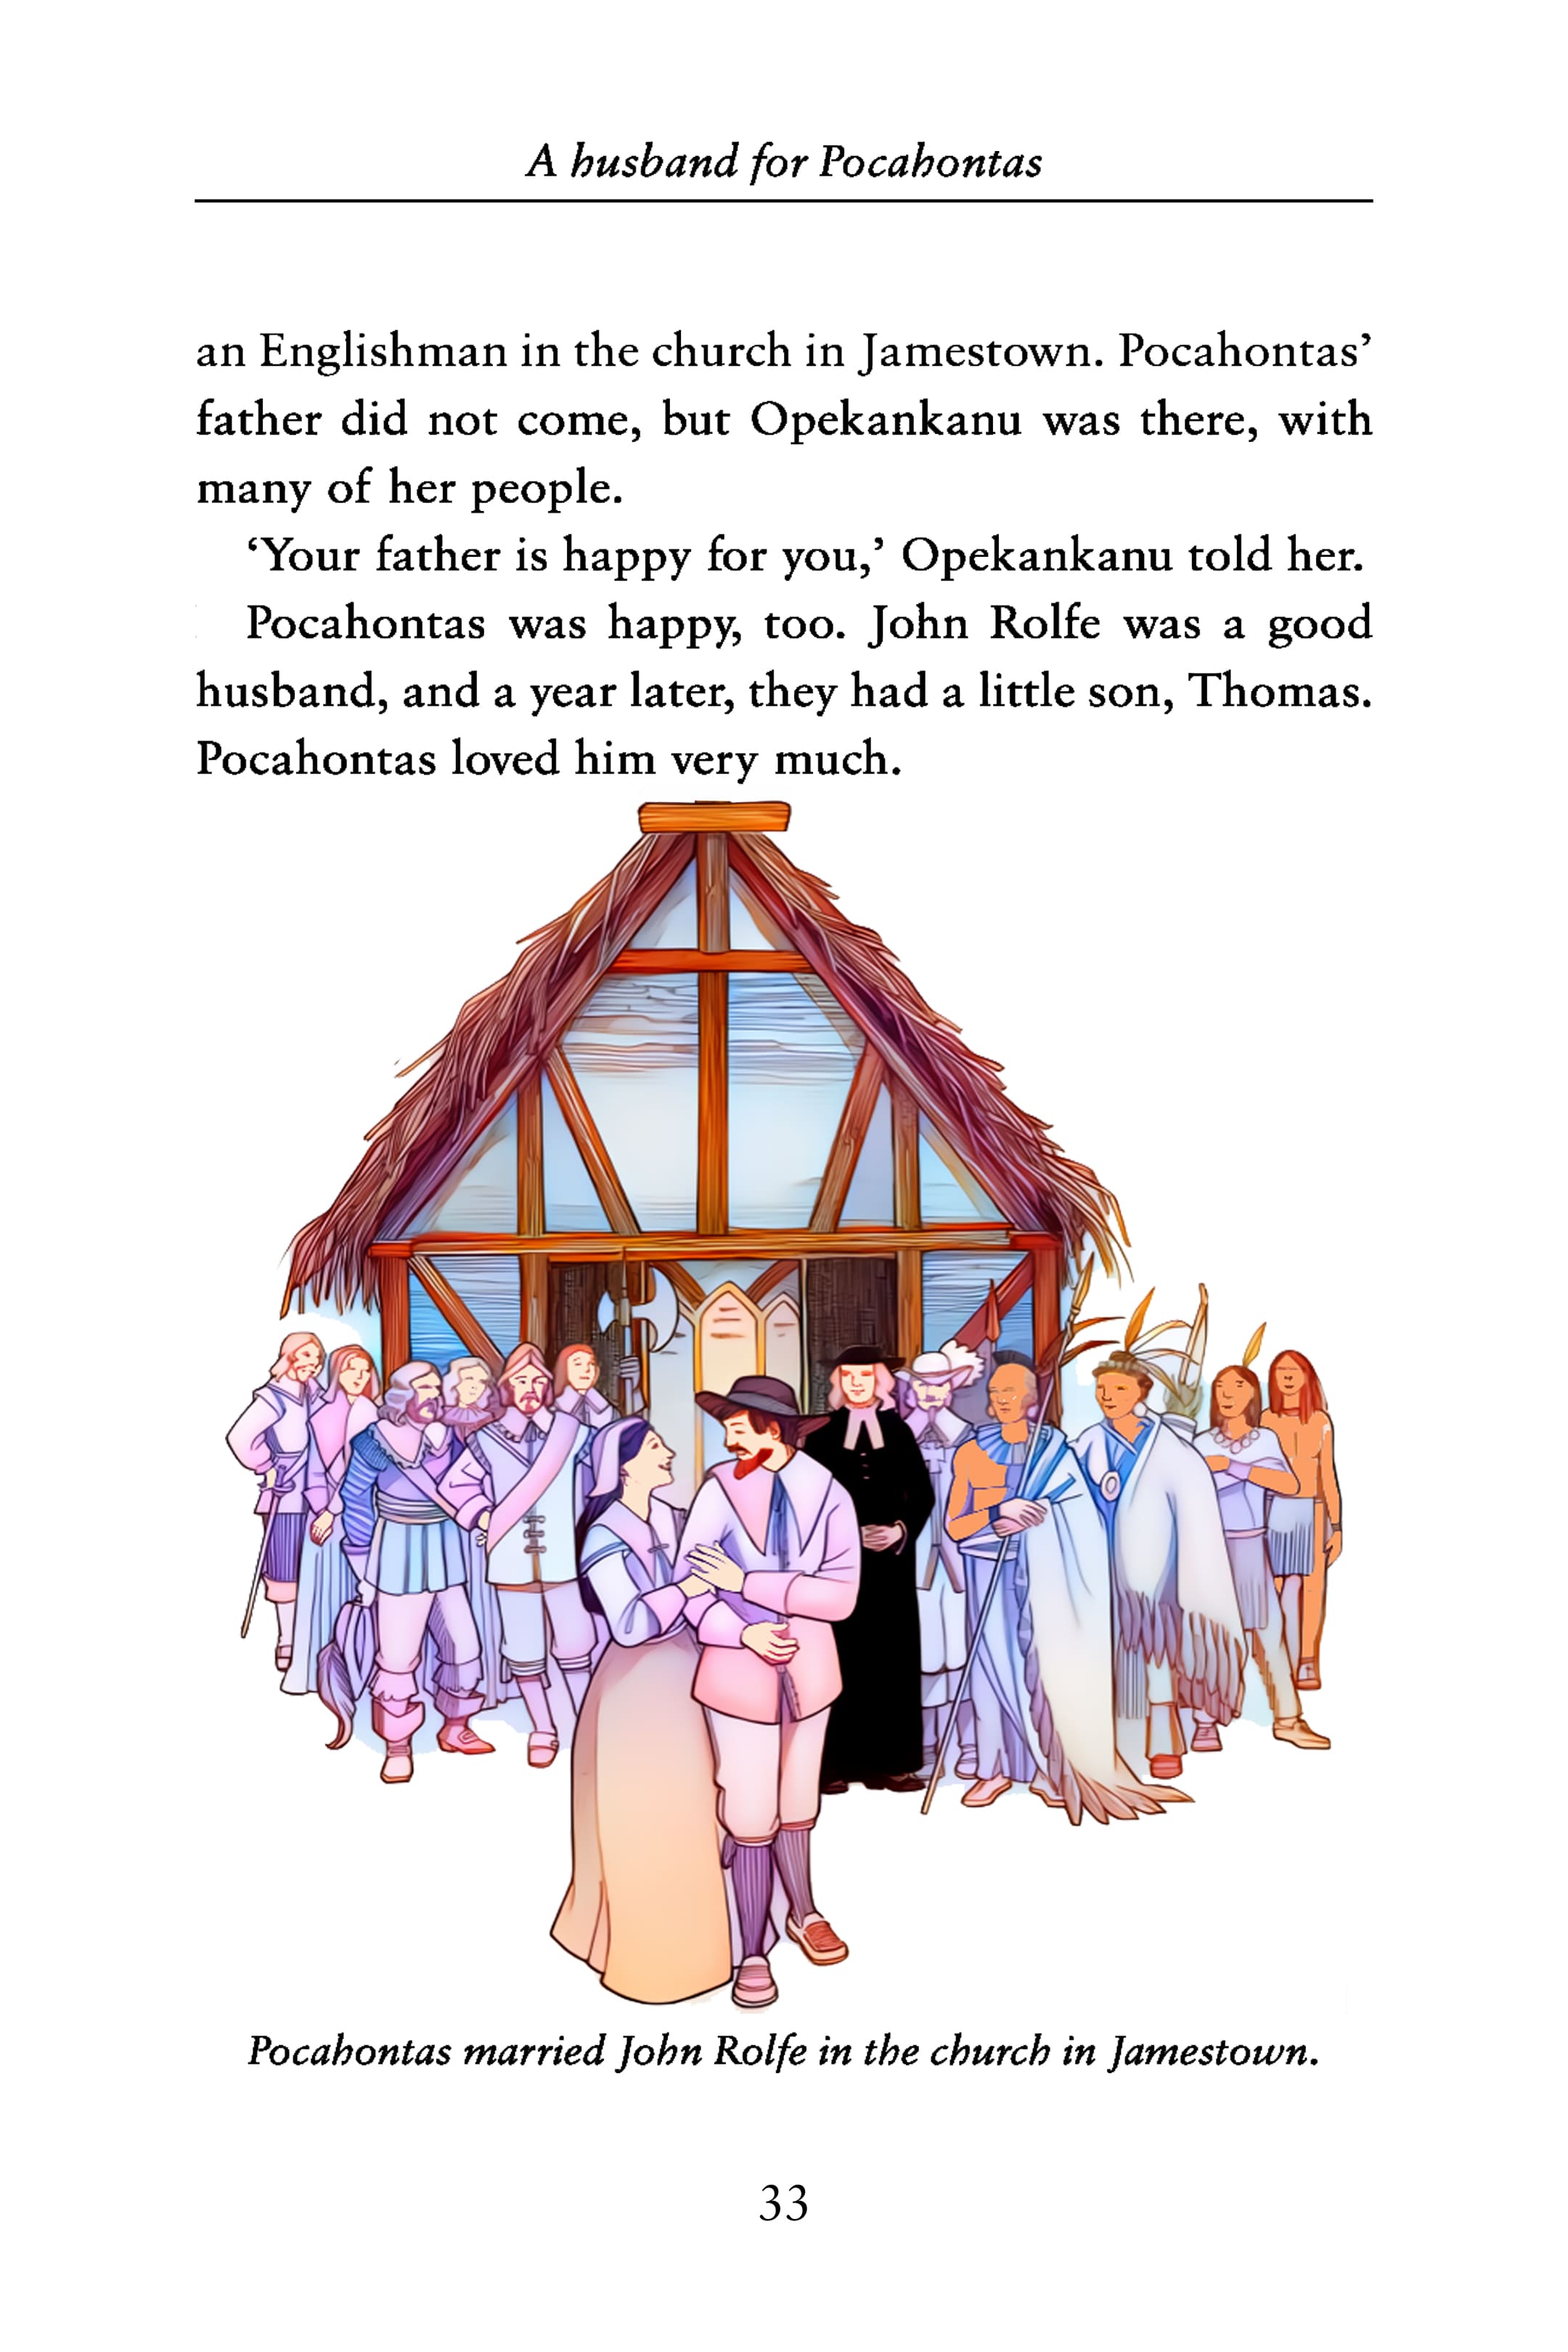 A husband for Pocahontas
an Englishman in the church in Jamestown. Pocahontas’
father did not come, but Opekankanu was there, with
many of her people.
‘Your father is happy for you,’ Opekankanu told her.
Pocahontas was happy, too. John Rolfe was a good
husband, and a year later, they had a little son, Thomas.
Pocahontas loved him very much.
Pocahontas married John Rolfe in the church in Jamestown.
33